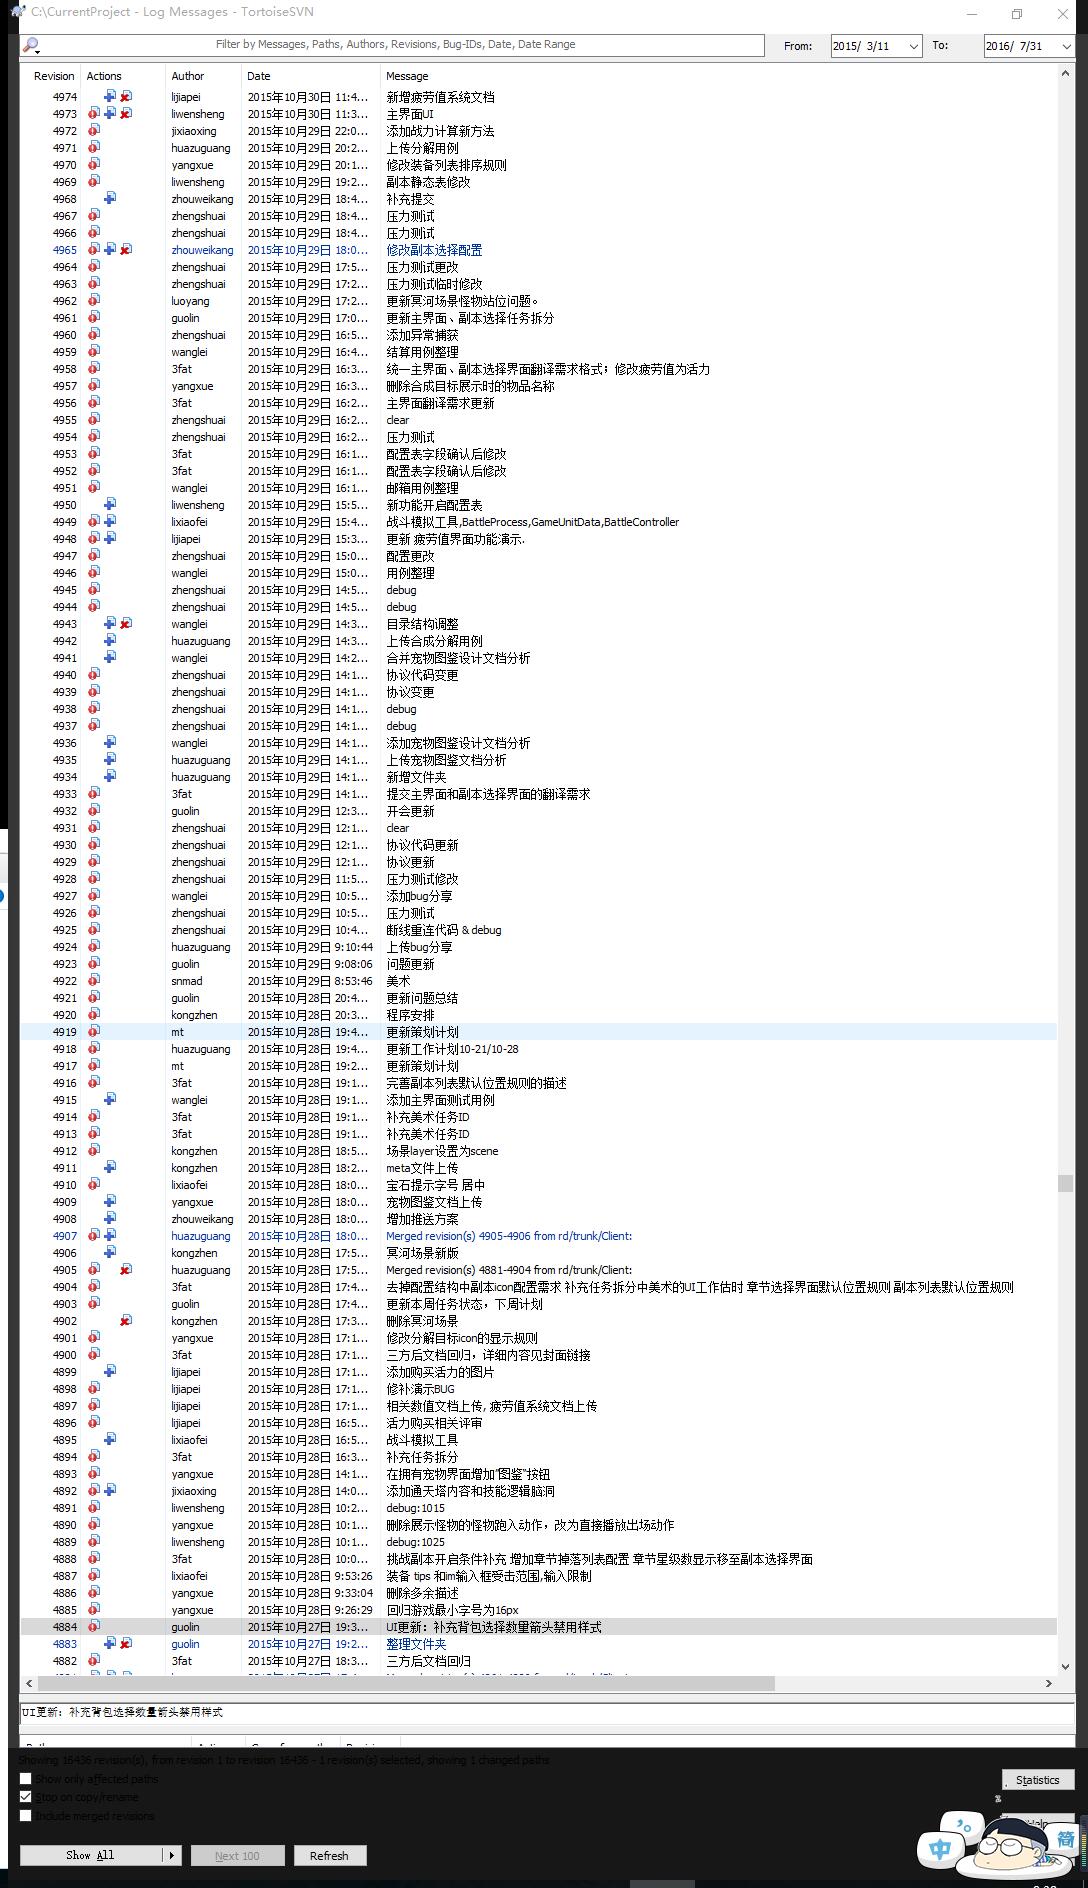 C:\CurrentProject - Log Messages - TortoiseSVN
Filter by Messages, Paths, Authors, Revisions, Bug-IDs, Date, Date Range From: 2015/ 3/11 To: 2016/ 7/31
Revision Actions Author Date Message
4974 lijiapei 2015年10月30日 11:4... 新增疲劳值系统文档
4973 liwensheng 2015年10月30日 11:3... 主界面UI
4972 jixiaoxing 2015年10月29日 22:0... 添加战力计算新方法
4971 huazuguang 2015年10月29日 20:2... 上传分解用例
4970 yangxue 2015年10月29日 20:1... 修改装备列表排序规则
4969 liwensheng 2015年10月29日 19:2... 副本静态表修改
4968 zhouweikang 2015年10月29日 18:4... 补充提交
4967 zhengshuai 2015年10月29日 18:4... 压力测试
4966 zhengshuai 2015年10月29日 18:4... 压力测试
4965 zhouweikang 2015年10月29日 18:0... 修改副本选择配置
4964 zhengshuai 2015年10月29日 17:5... 压力测试更改
4963 zhengshuai 2015年10月29日 17:2... 压力测试临时修改
4962 luoyang 2015年10月29日 17:2... 更新冥河场景怪物站位问题。
4961 guolin 2015年10月29日 17:0... 更新主界面、副本选择任务拆分
4960 zhengshuai 2015年10月29日 16:5... 添加异常捕获
4959 wanglei 2015年10月29日 16:4... 结算用例整理
4958 3fat 2015年10月29日 16:3... 统一主界面、副本选择界面翻译需求格式；修改疲劳值为活力
4957 yangxue 2015年10月29日 16:3... 删除合成目标展示时的物品名称
4956 3fat 2015年10月29日 16:2... 主界面翻译需求更新
4955 zhengshuai 2015年10月29日 16:2... clear
4954 zhengshuai 2015年10月29日 16:2... 压力测试
4953 3fat 2015年10月29日 16:1... 配置表字段确认后修改
4952 3fat 2015年10月29日 16:1... 配置表字段确认后修改
4951 wanglei 2015年10月29日 16:1... 邮箱用例整理
4950 liwensheng 2015年10月29日 15:5... 新功能开启配置表
4949 lixiaofei 2015年10月29日 15:4... 战斗模拟工具,BattleProcess,GameUnitData,BattleController
4948 lijiapei 2015年10月29日 15:3... 更新 疲劳值界面功能演示.
4947 zhengshuai 2015年10月29日 15:0... 配置更改
4946 wanglei 2015年10月29日 15:0... 用例整理
4945 zhengshuai 2015年10月29日 14:5... debug
4944 zhengshuai 2015年10月29日 14:5... debug
4943 wanglei 2015年10月29日 14:3... 目录结构调整
4942 huazuguang 2015年10月29日 14:3... 上传合成分解用例
4941 wanglei 2015年10月29日 14:2... 合并宠物图鉴设计文档分析
4940 zhengshuai 2015年10月29日 14:1... 协议代码变更
4939 zhengshuai 2015年10月29日 14:1... 协议变更
4938 zhengshuai 2015年10月29日 14:1... debug
4937 zhengshuai 2015年10月29日 14:1... debug
4936 wanglei 2015年10月29日 14:1... 添加宠物图鉴设计文档分析
4935 huazuguang 2015年10月29日 14:1... 上传宠物图鉴文档分析
4934 huazuguang 2015年10月29日 14:1... 新增文件夹
4933 3fat 2015年10月29日 14:1... 提交主界面和副本选择界面的翻译需求
4932 guolin 2015年10月29日 12:3... 开会更新
4931 zhengshuai 2015年10月29日 12:1... clear
4930 zhengshuai 2015年10月29日 12:1... 协议代码更新
4929 zhengshuai 2015年10月29日 12:1... 协议更新
4928 zhengshuai 2015年10月29日 11:5... 压力测试修改
4927 wanglei 2015年10月29日 10:5... 添加bug分享
4926 zhengshuai 2015年10月29日 10:5... 压力测试
4925 zhengshuai 2015年10月29日 10:4... 断线重连代码 & debug
4924 huazuguang 2015年10月29日 9:10:44 上传bug分享
4923 guolin 2015年10月29日 9:08:06 问题更新
4922 snmad 2015年10月29日 8:53:46 美术
4921 guolin 2015年10月28日 20:4... 更新问题总结
4920 kongzhen 2015年10月28日 20:3... 程序安排
4919 mt 2015年10月28日 19:4... 更新策划计划
4918 huazuguang 2015年10月28日 19:4... 更新工作计划10-21/10-28
4917 mt 2015年10月28日 19:2... 更新策划计划
4916 3fat 2015年10月28日 19:1... 完善副本列表默认位置规则的描述
4915 wanglei 2015年10月28日 19:1... 添加主界面测试用例
4914 3fat 2015年10月28日 19:1... 补充美术任务ID
4913 3fat 2015年10月28日 19:1... 补充美术任务ID
4912 kongzhen 2015年10月28日 18:5... 场景layer设置为scene
4911 kongzhen 2015年10月28日 18:2... meta文件上传
4910 lixiaofei 2015年10月28日 18:0... 宝石提示字号 居中
4909 yangxue 2015年10月28日 18:0... 宠物图鉴文档上传
4908 zhouweikang 2015年10月28日 18:0... 增加推送方案
4907 huazuguang 2015年10月28日 18:0... Merged revision(s) 4905-4906 from rd/trunk/Client:
4906 kongzhen 2015年10月28日 17:5... 冥河场景新版
4905 huazuguang 2015年10月28日 17:5... Merged revision(s) 4881-4904 from rd/trunk/Client:
4904 3fat 2015年10月28日 17:4... 去掉配置结构中副本icon配置需求 补充任务拆分中美术的UI工作估时 章节选择界面默认位置规则 副本列表默认位置规则
4903 guolin 2015年10月28日 17:4... 更新本周任务状态，下周计划
4902 kongzhen 2015年10月28日 17:3... 删除冥河场景
4901 yangxue 2015年10月28日 17:1... 修改分解目标icon的显示规则
4900 3fat 2015年10月28日 17:1... 三方后文档回归，详细内容见封面链接
4899 lijiapei 2015年10月28日 17:1... 添加购买活力的图片
4898 lijiapei 2015年10月28日 17:1... 修补演示BUG
4897 lijiapei 2015年10月28日 17:1... 相关数值文档上传, 疲劳值系统文档上传
4896 lijiapei 2015年10月28日 16:5... 活力购买相关评审
4895 lixiaofei 2015年10月28日 16:5... 战斗模拟工具
4894 3fat 2015年10月28日 16:3... 补充任务拆分
4893 yangxue 2015年10月28日 14:1... 在拥有宠物界面增加"图鉴"按钮
4892 jixiaoxing 2015年10月28日 14:0... 添加通天塔内容和技能逻辑脑洞
4891 liwensheng 2015年10月28日 10:2... debug:1015
4890 yangxue 2015年10月28日 10:1... 删除展示怪物的怪物跑入动作，改为直接播放出场动作
4889 liwensheng 2015年10月28日 10:1... debug:1025
4888 3fat 2015年10月28日 10:0... 挑战副本开启条件补充 增加章节掉落列表配置 章节星级数显示移至副本选择界面
4887 lixiaofei 2015年10月28日 9:53:26 装备 tips 和im输入框受击范围,输入限制
4886 yangxue 2015年10月28日 9:33:04 删除多余描述
4885 yangxue 2015年10月28日 9:26:29 回归游戏最小字号为16px
4884 guolin 2015年10月27日 19:3... UI更新：补充背包选择数量箭头禁用样式
4883 guolin 2015年10月27日 19:2... 整理文件夹
4882 3fat 2015年10月27日 18:3... 三方后文档回归
UI更新：补充背包选择数量箭头禁用样式
Showing 16436 revision(s), from revision 1 to revision 16436 - 1 revision(s) selected, showing 1 changed paths
Show only affected paths
Statistics
Stop on copy/rename
Include merged revisions
中 简
Show All Next 100 Refresh